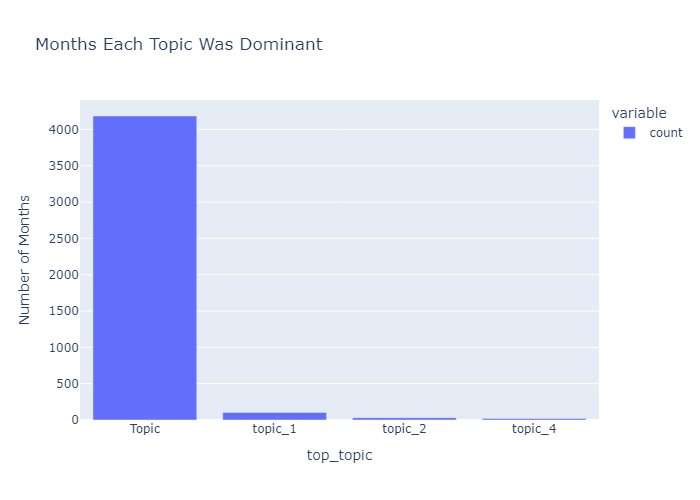 Months Each Topic Was Dominant
variable
count
Number of Months
4000
3500
3000
2500
2000
1500
1000
500
0
Topic
topic_1
topic_2
topic_4
top_topic